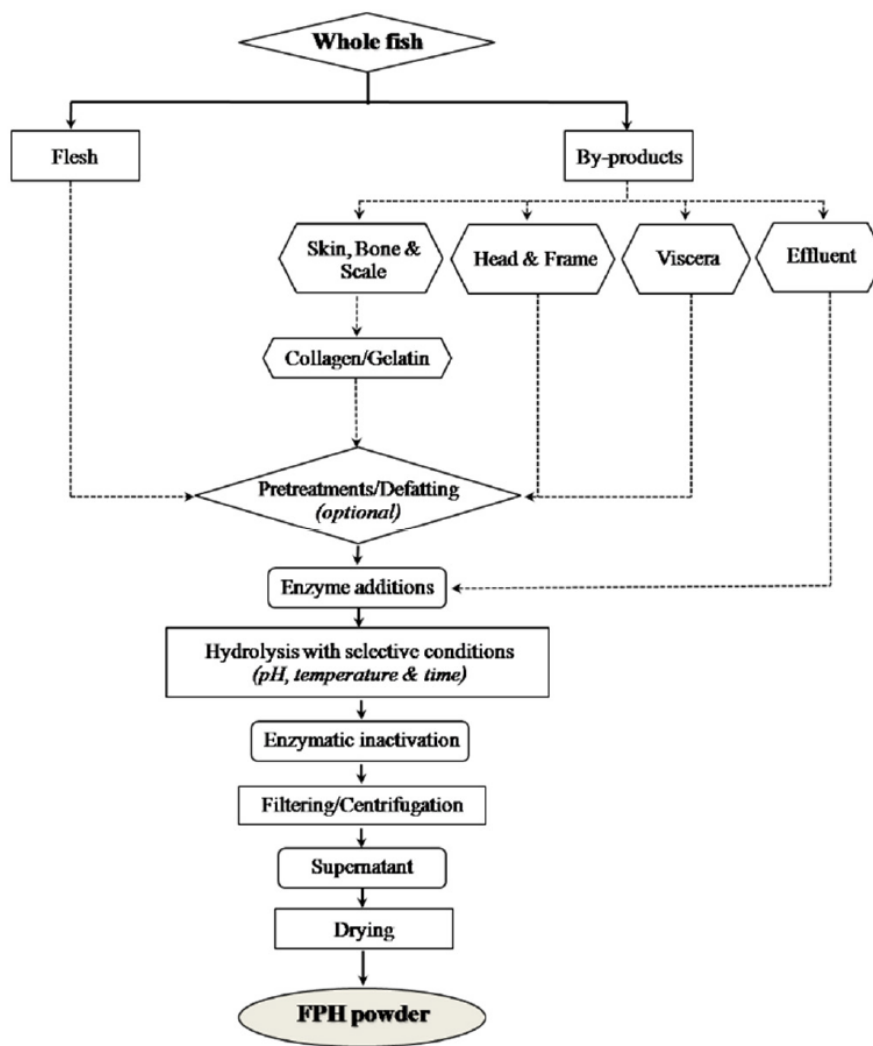 Whole fish
Flesh
By-products
Skin, Bone &
Scale
Head & Frame
Viscera
Effluent
Collagen/Gelatin
Pretreatments/Defatting
(optional)
Enzyme additions
Hydrolysis with selective conditions
(pH, temperature & time)
Enzymatic inactivation
Filtering/Centrifugation
Supernatant
Drying
FPH powder